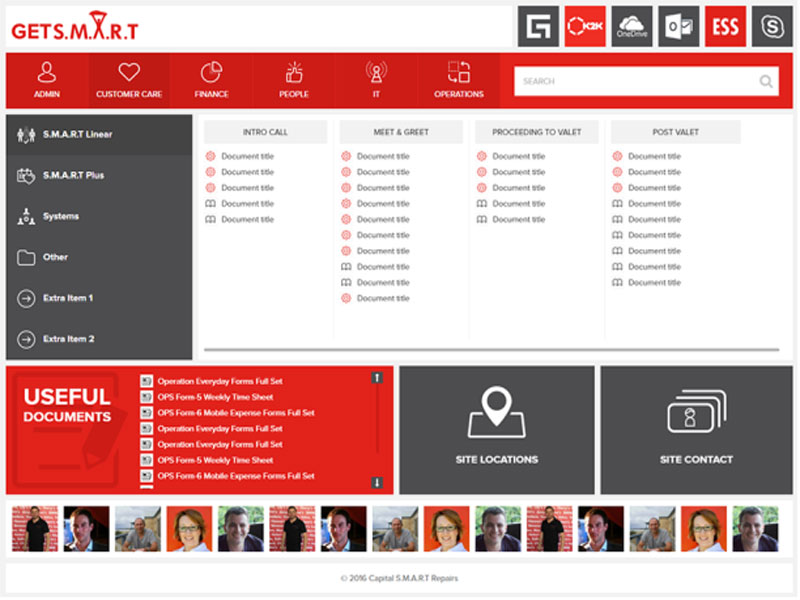 GETS.M.A.R.T
K2K
OneDrive
ESS
ADMIN
CUSTOMER CARE
FINANCE
PEOPLE
IT
OPERATIONS
SEARCH
S.M.A.R.T Linear
S.M.A.R.T Plus
Systems
Other
Extra Item 1
Extra Item 2
INTRO CALL
Document title
Document title
Document title
Document title
Document title
MEET & GREET
Document title
Document title
Document title
Document title
Document title
Document title
Document title
Document title
Document title
Document title
PROCEEDING TO VALET
Document title
Document title
Document title
Document title
Document title
POST VALET
Document title
Document title
Document title
Document title
Document title
Document title
Document title
Document title
Document title
USEFUL
DOCUMENTS
Operation Everyday Forms Full Set
OPS Form-5 Weekly Time Sheet
OPS Form-6 Mobile Expense Forms Full Set
Operation Everyday Forms Full Set
Operation Everyday Forms Full Set
OPS Form-5 Weekly Time Sheet
OPS Form-6 Mobile Expense Forms Full Set
SITE LOCATIONS
SITE CONTACT
© 2016 Capital S.M.A.R.T Repairs